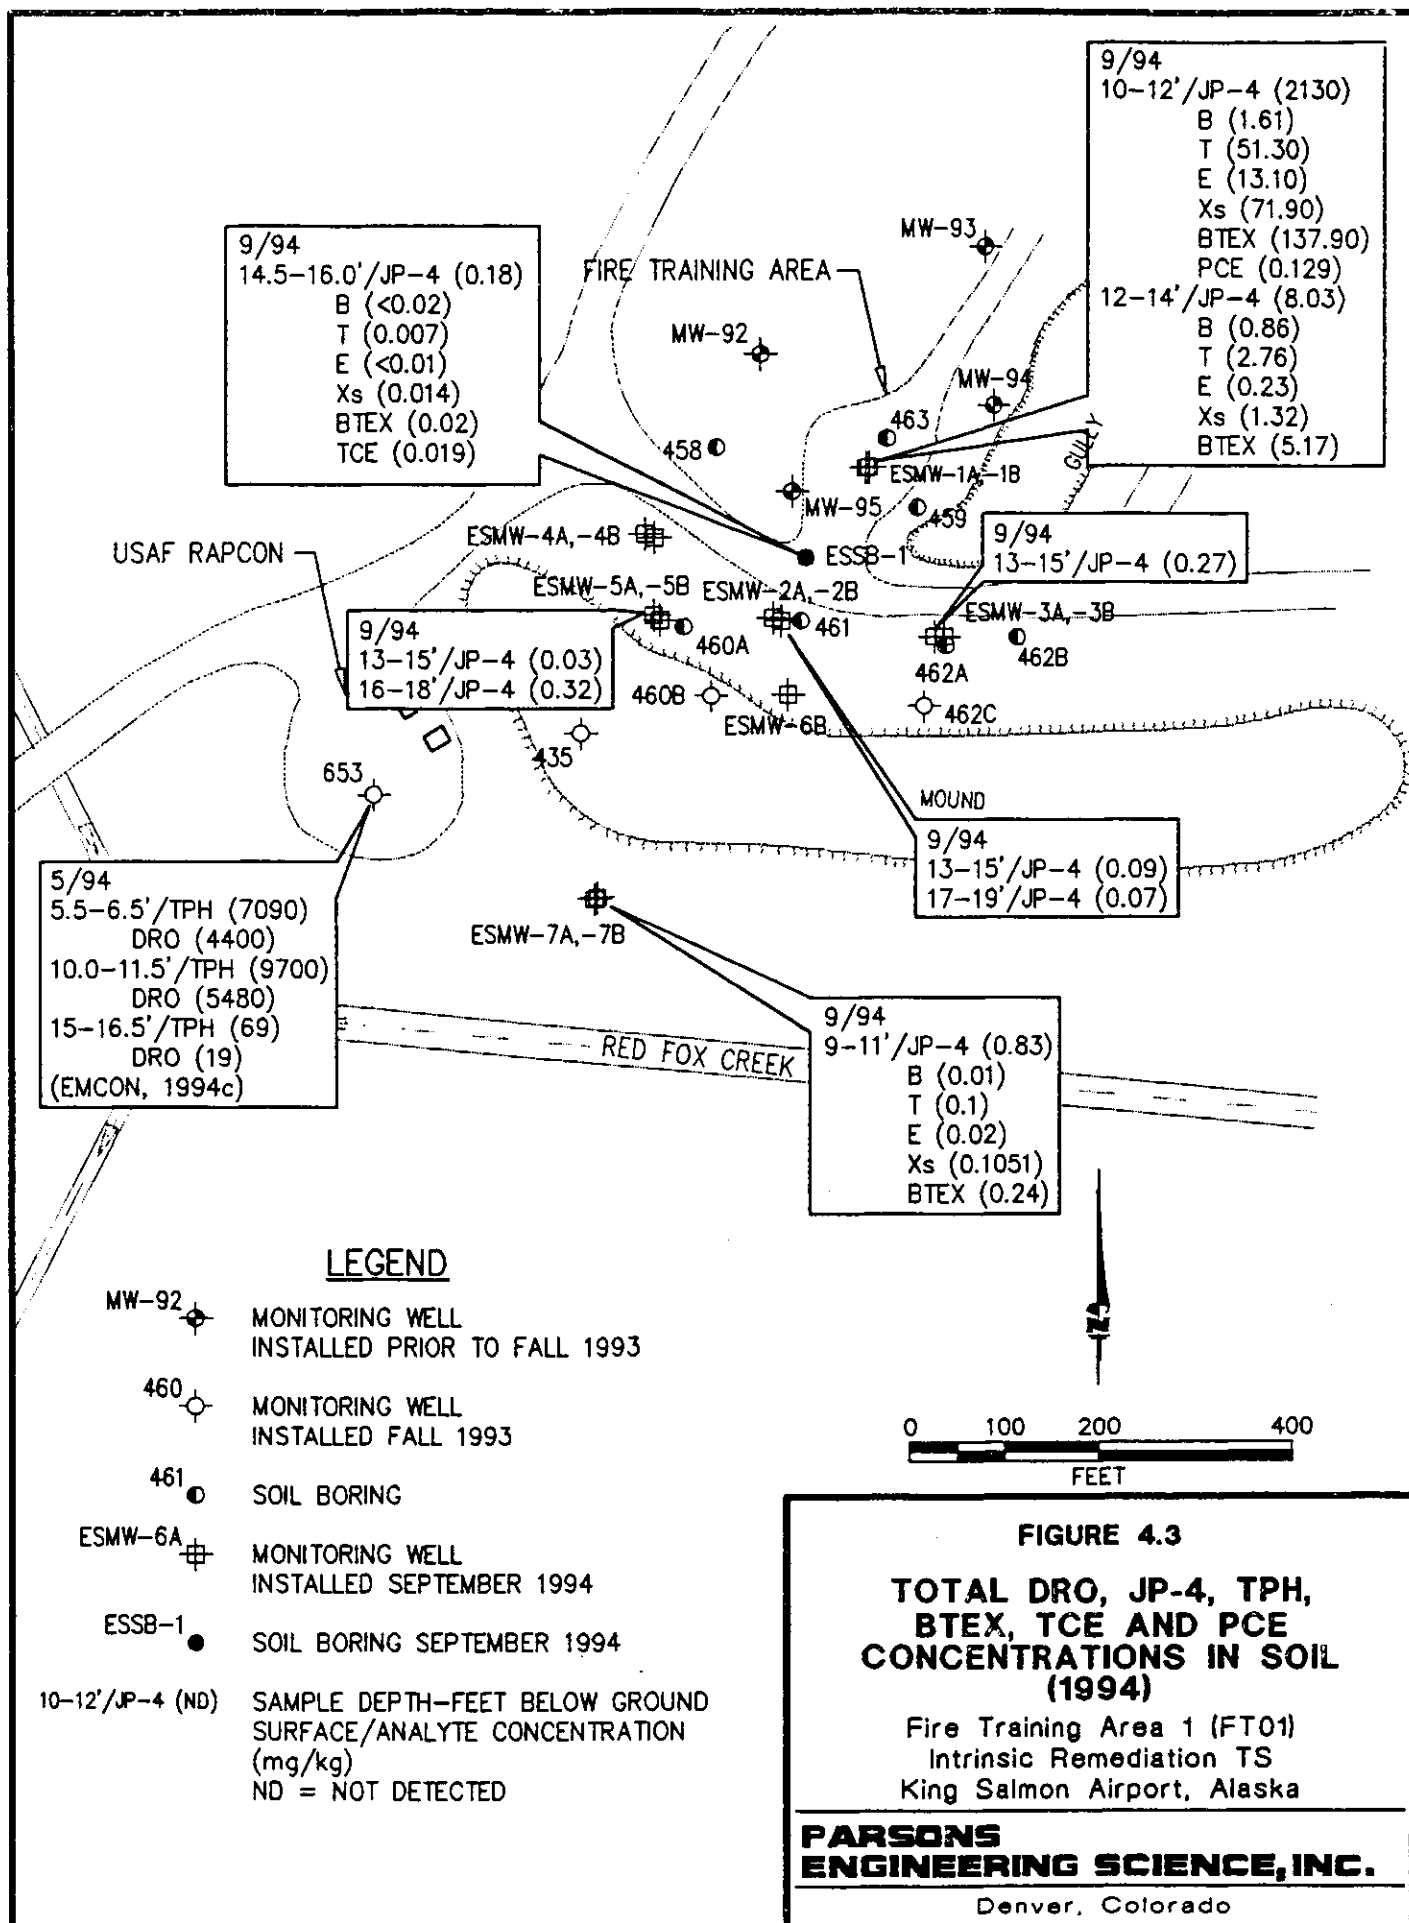 9/94
10-12'/JP-4 (2130)
B (1.61)
T (51.30)
E (13.10)
Xs (71.90)
BTEX (137.90)
PCE (0.129)
12-14'/JP-4 (8.03)
B (0.86)
T (2.76)
E (0.23)
Xs (1.32)
BTEX (5.17)
9/94
14.5-16.0'/JP-4 (0.18)
B (<0.02)
T (0.007)
E (<0.01)
Xs (0.014)
BTEX (0.02)
TCE (0.019)
MW-93
FIRE TRAINING AREA
MW-92
MW-94
463
458
GULLY
ESMW-1A,-1B
MW-95
459
ESMW-4A,-4B
ESSB-1
9/94
13-15'/JP-4 (0.27)
USAF RAPCON
ESMW-5A,-5B
ESMW-2A,-2B
ESMW-3A,-3B
9/94
13-15'/JP-4 (0.03)
16-18'/JP-4 (0.32)
460A
461
462A
462B
460B
ESMW-6B
462C
435
653
MOUND
9/94
13-15'/JP-4 (0.09)
17-19'/JP-4 (0.07)
5/94
5.5-6.5'/TPH (7090)
DRO (4400)
10.0-11.5'/TPH (9700)
DRO (5480)
15-16.5'/TPH (69)
DRO (19)
(EMCON, 1994c)
ESMW-7A,-7B
RED FOX CREEK
9/94
9-11'/JP-4 (0.83)
B (0.01)
T (0.1)
E (0.02)
Xs (0.1051)
BTEX (0.24)
LEGEND
MW-92
MONITORING WELL
INSTALLED PRIOR TO FALL 1993
460
MONITORING WELL
INSTALLED FALL 1993
461
SOIL BORING
ESMW-6A
MONITORING WELL
INSTALLED SEPTEMBER 1994
ESSB-1
SOIL BORING SEPTEMBER 1994
10-12'/JP-4 (ND)
SAMPLE DEPTH-FEET BELOW GROUND
SURFACE/ANALYTE CONCENTRATION
(mg/kg)
ND = NOT DETECTED
N
0 100 200 400
FEET
FIGURE 4.3
TOTAL DRO, JP-4, TPH,
BTEX, TCE AND PCE
CONCENTRATIONS IN SOIL
(1994)
Fire Training Area 1 (FT01)
Intrinsic Remediation TS
King Salmon Airport, Alaska
PARSONS
ENGINEERING SCIENCE, INC.
Denver, Colorado